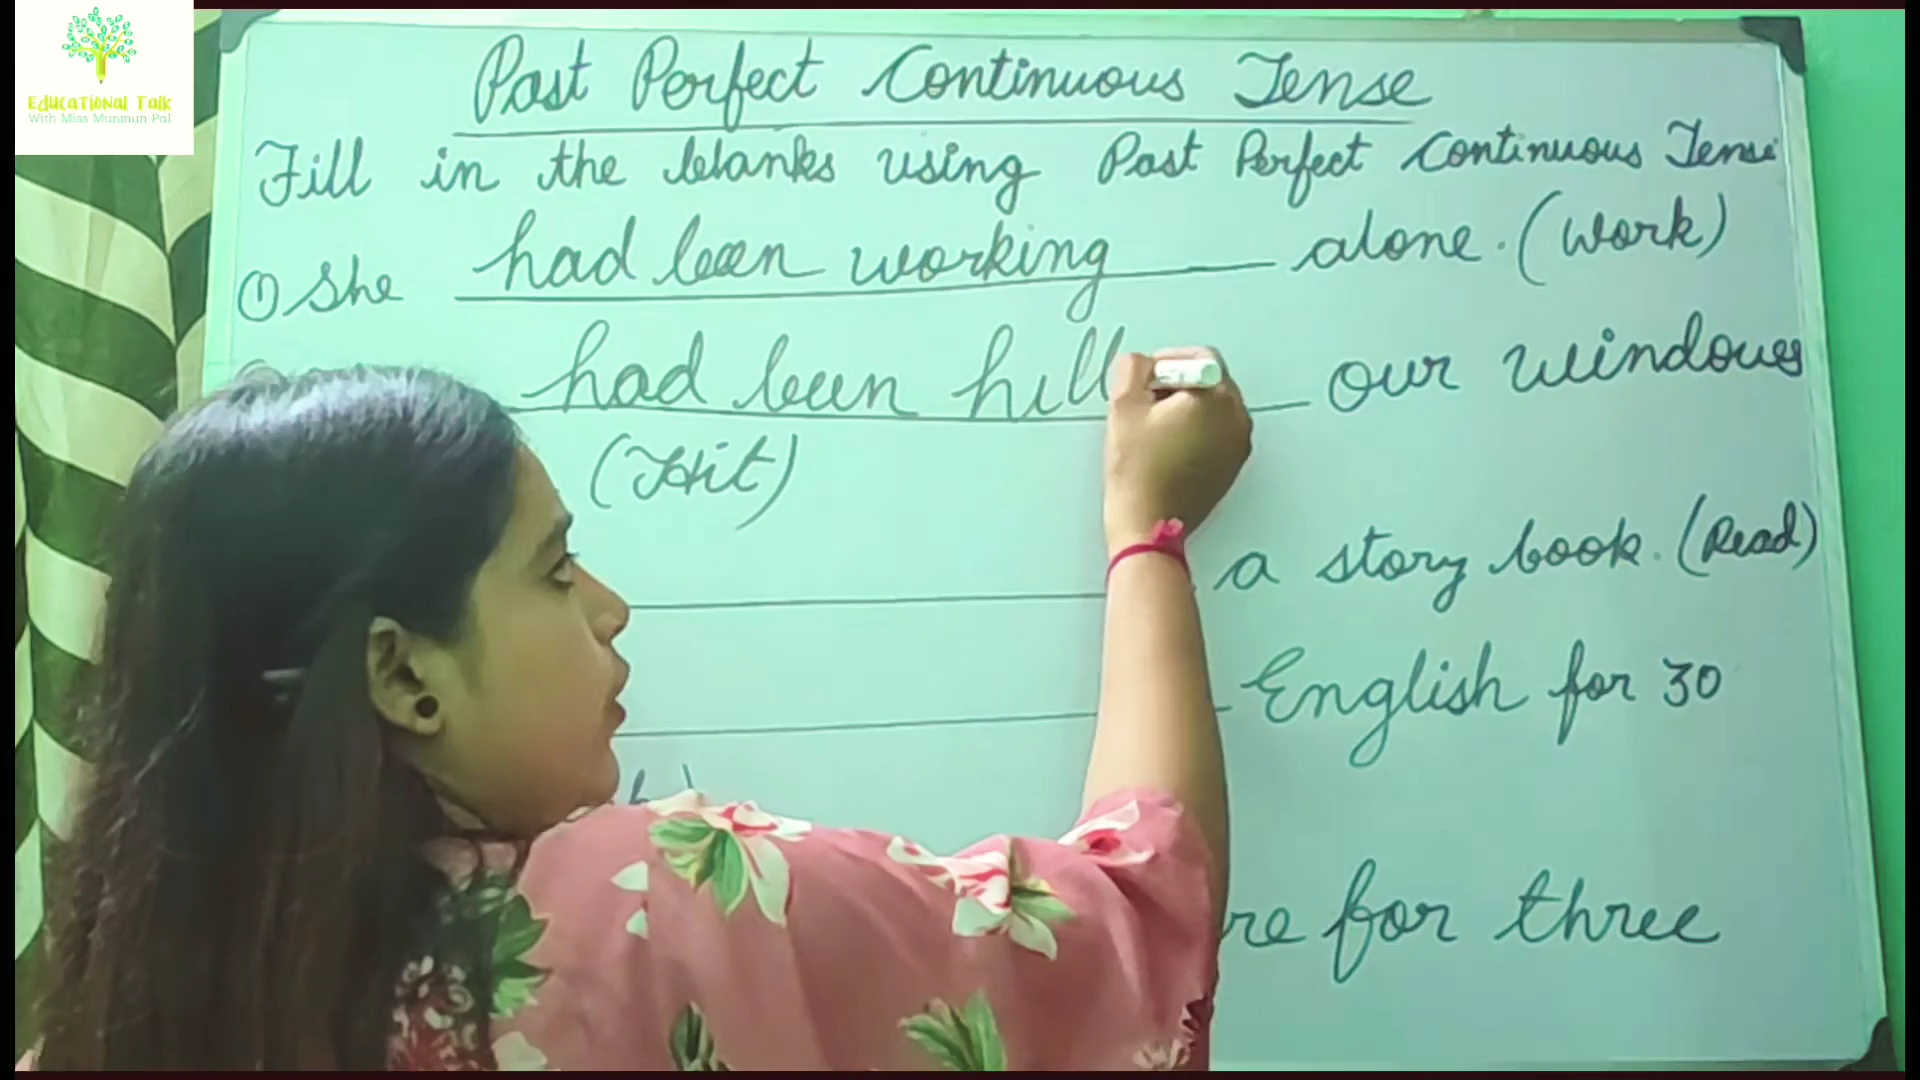 Educational Talk
With Miss Munmun Pal
Past Perfect Continuous Tense
Fill in the blanks using Past Perfect Continuous Tense
① She had been working alone. (Work)
had been hitt our windows
(Hit)
a story book. (Read)
English for 30
re for three